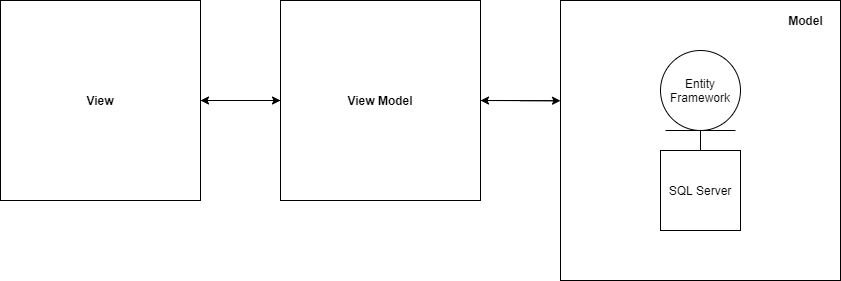 View
View Model
Model
Entity
Framework
SQL Server